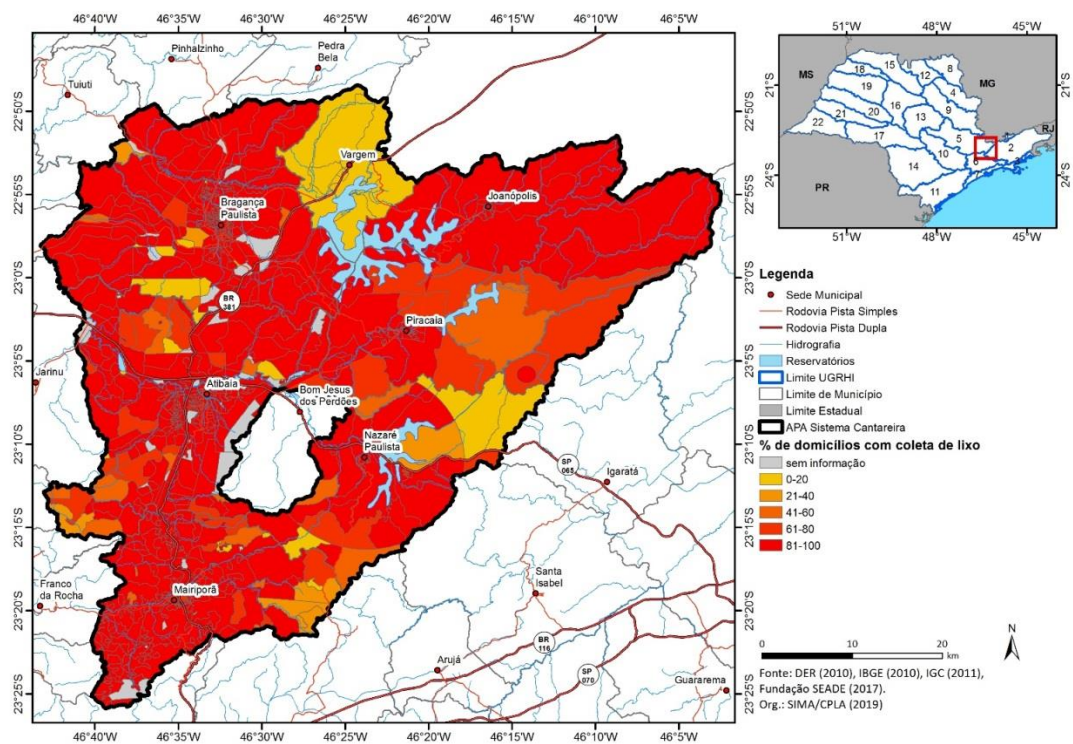 46°40'W 46°35'W 46°30'W 46°25'W 46°20'W 46°15'W 46°10'W 46°5'W
22°50'S
22°55'S
23°0'S
23°5'S
23°10'S
23°15'S
23°20'S
23°25'S
Pinhalzinho
Pedra
Bela
Tuiuti
Vargem
Bragança
Paulista
Joanópolis
BR
381
Piracaia
Jarinu
Atibaia
Bom Jesus
dos Perdões
Nazaré
Paulista
SP
065
Igaratá
Franco
da Rocha
Mairiporã
Santa
Isabel
BR
116
Arujá
SP
070
Guararema
22°50'S
22°55'S
23°0'S
23°5'S
23°10'S
23°15'S
23°20'S
23°25'S
46°40'W 46°35'W 46°30'W 46°25'W 46°20'W 46°15'W 46°10'W 46°5'W
51°W 48°W 45°W
21°S
24°S
MS
MG
RJ
PR
15
8
18
12
19
4
16
9
21
20
13
22
17
5
1
2
10
6
14
11
21°S
24°S
51°W 48°W 45°W
Legenda
Sede Municipal
Rodovia Pista Simples
Rodovia Pista Dupla
Hidrografia
Reservatórios
Limite UGRHI
Limite de Município
Limite Estadual
APA Sistema Cantareira
% de domicílios com coleta de lixo
sem informação
0-20
21-40
41-60
61-80
81-100
0 10 20
km
N
Fonte: DER (2010), IBGE (2010), IGC (2011),
Fundação SEADE (2017).
Org.: SIMA/CPLA (2019)